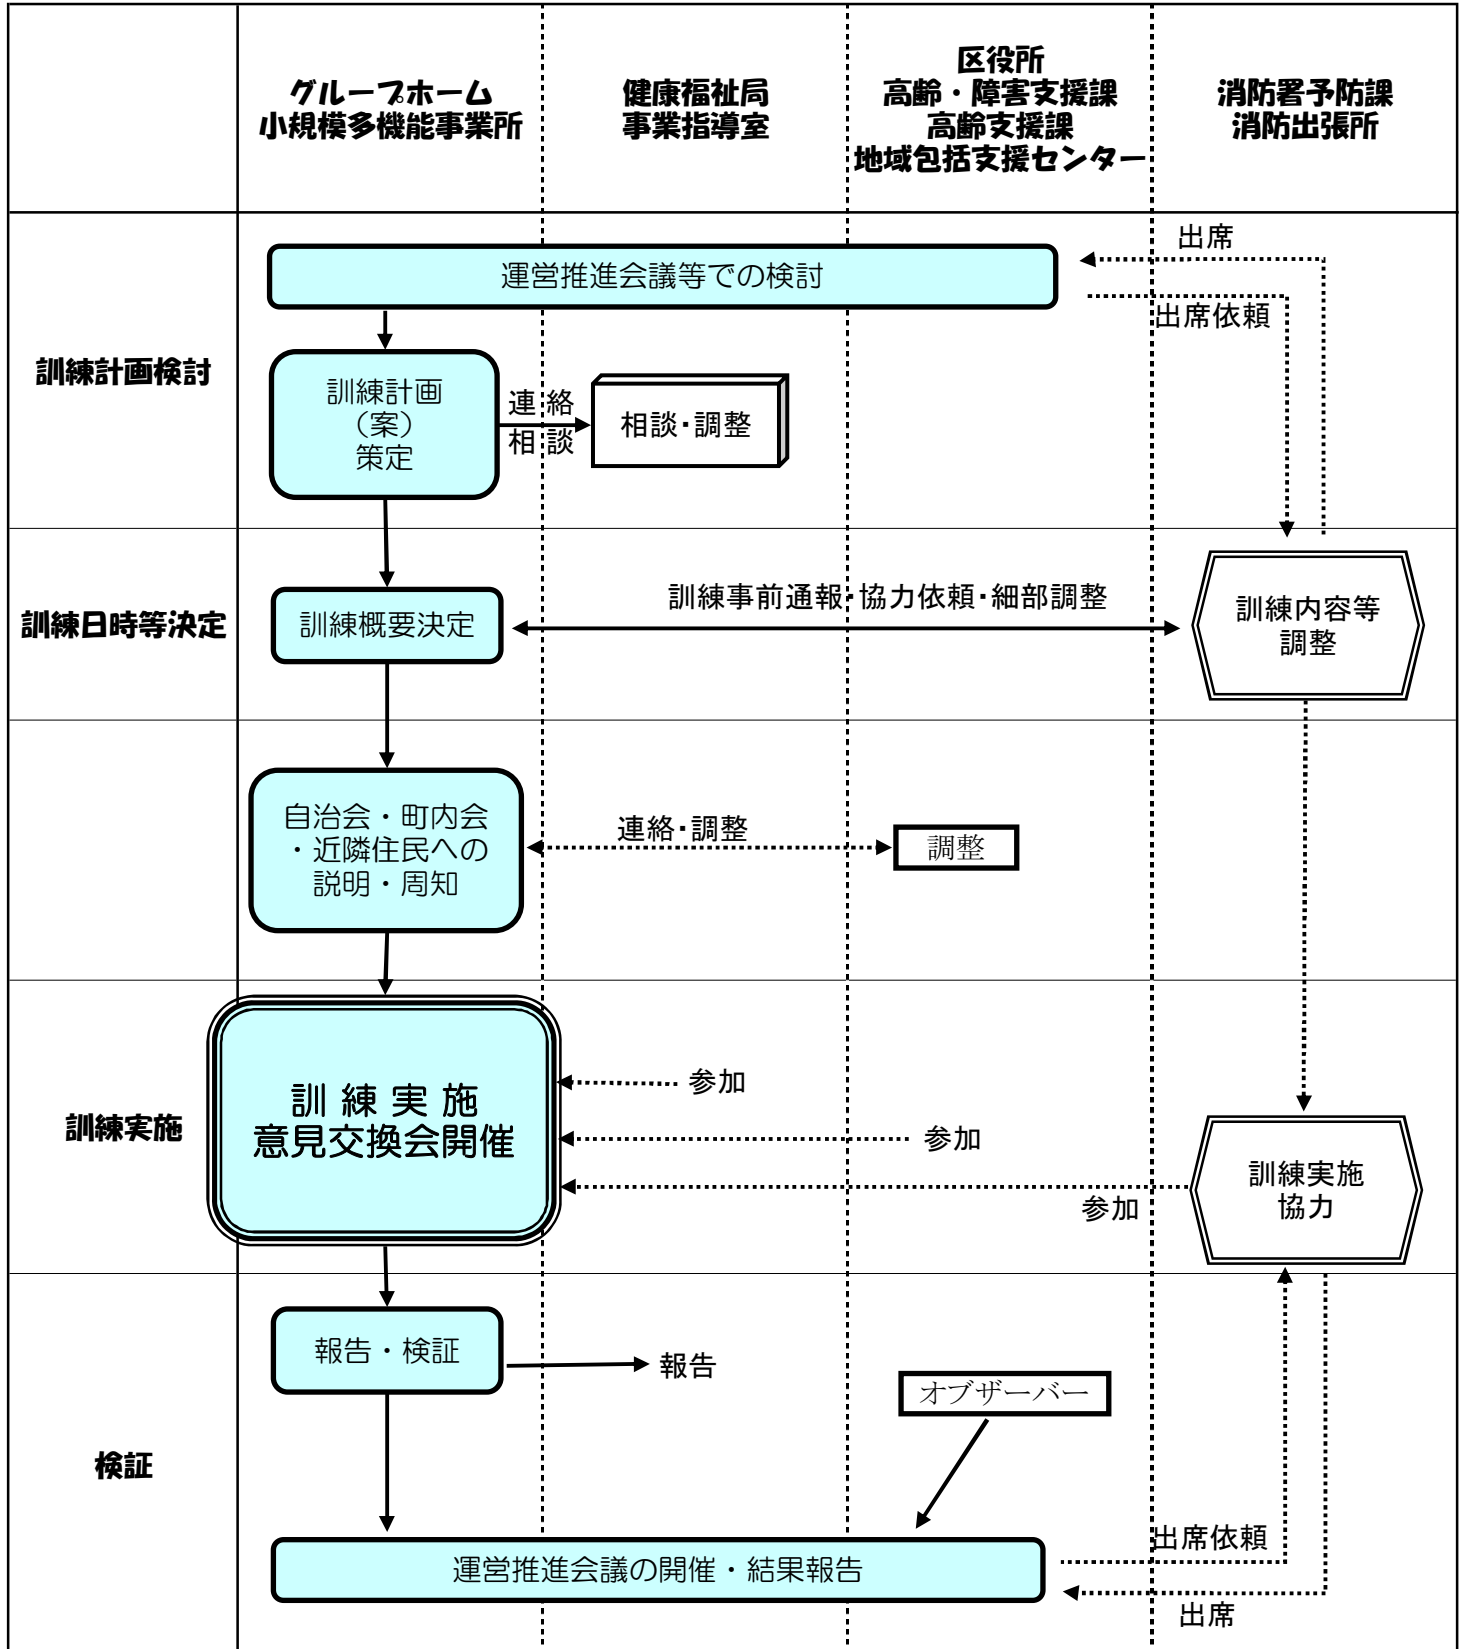 グループホーム
小規模多機能事業所
健康福祉局
事業指導室
区役所
高齢・障害支援課
高齢支援課
地域包括支援センター
消防署予防課
消防出張所
訓練計画検討
運営推進会議等での検討
出席
出席依頼
訓練計画
（案）
策定
連絡
相談
相談・調整
訓練日時等決定
訓練概要決定
訓練事前通報・協力依頼・細部調整
訓練内容等
調整
自治会・町内会
・近隣住民への
説明・周知
連絡・調整
調整
訓練実施
訓練実施
意見交換会開催
参加
参加
参加
訓練実施
協力
検証
報告・検証
報告
オブザーバー
運営推進会議の開催・結果報告
出席依頼
出席